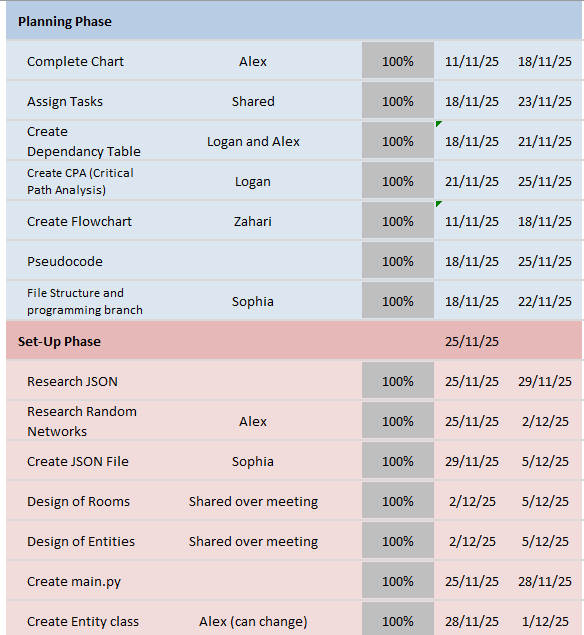 Planning Phase
Complete Chart Alex 100% 11/11/25 18/11/25
Assign Tasks Shared 100% 18/11/25 23/11/25
Create
Dependancy Table Logan and Alex 100% 18/11/25 21/11/25
Create CPA (Critical
Path Analysis) Logan 100% 21/11/25 25/11/25
Create Flowchart Zahari 100% 11/11/25 18/11/25
Pseudocode 100% 18/11/25 25/11/25
File Structure and
programming branch Sophia 100% 18/11/25 22/11/25
Set-Up Phase 25/11/25
Research JSON 100% 25/11/25 29/11/25
Research Random
Networks Alex 100% 25/11/25 2/12/25
Create JSON File Sophia 100% 29/11/25 5/12/25
Design of Rooms Shared over meeting 100% 2/12/25 5/12/25
Design of Entities Shared over meeting 100% 2/12/25 5/12/25
Create main.py 100% 25/11/25 28/11/25
Create Entity class Alex (can change) 100% 28/11/25 1/12/25